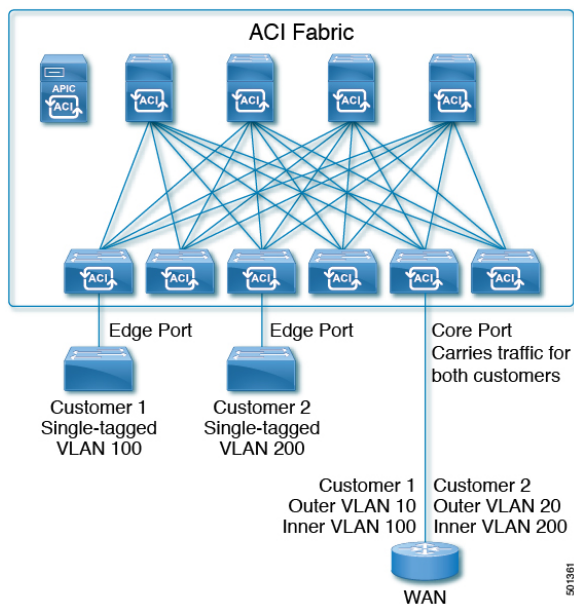 ACI Fabric
APIC
ACI
ACI
ACI
ACI
ACI
ACI
ACI
ACI
ACI
ACI
ACI
Edge Port
Edge Port
Core Port
Carries traffic for
both customers
Customer 1
Single-tagged
VLAN 100
Customer 2
Single-tagged
VLAN 200
Customer 1
Outer VLAN 10
Inner VLAN 100
Customer 2
Outer VLAN 20
Inner VLAN 200
WAN
501361